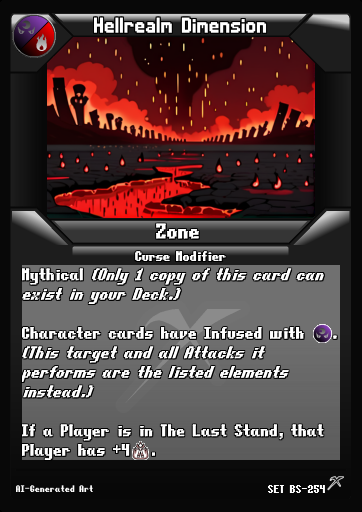 Hellrealm Dimension
Zone
Curse Modifier
Mythical (Only 1 copy of this card can
exist in your Deck.)
Character cards have Infused with .
(This target and all Attacks it
performs are the listed elements
instead.)
If a Player is in The Last Stand, that
Player has +4.
AI-Generated Art
SET BS-254